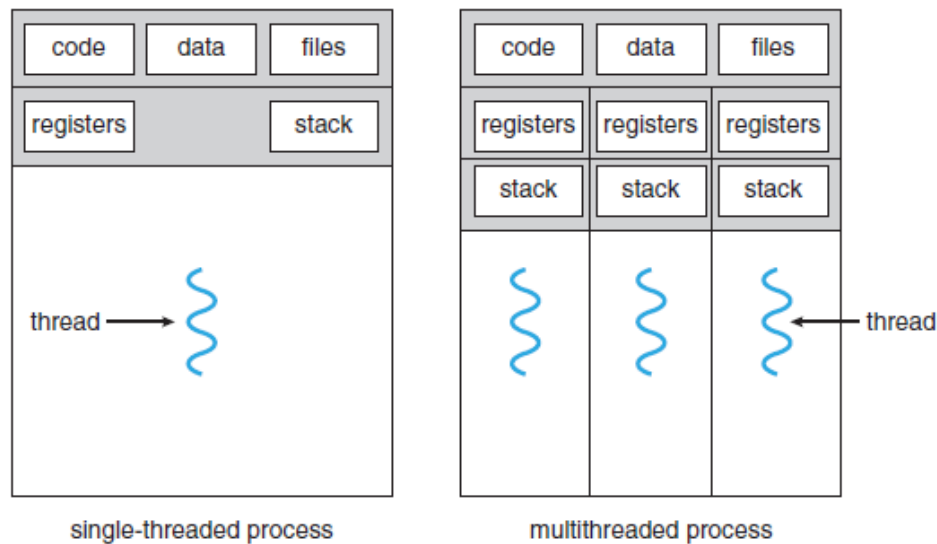 code data files code data files
registers stack registers registers registers
stack stack stack
thread thread
single-threaded process multithreaded process